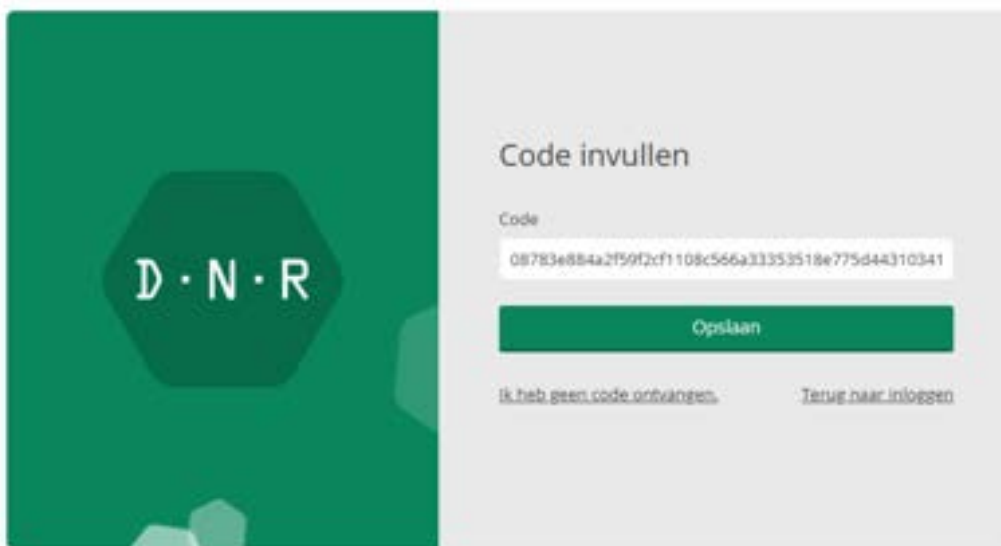 D·N·R
Code invullen
Code
08783e884a2f59f2cf1108c566a33353518e775d44310341
Opslaan
Ik heb geen code ontvangen.
Terug naar inloggen